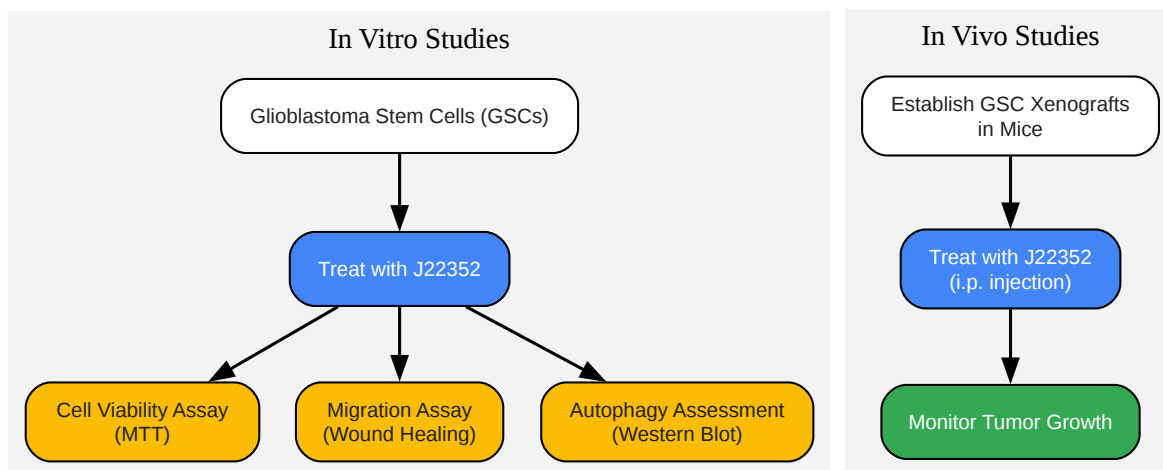 In Vitro Studies
Glioblastoma Stem Cells (GSCs)
Treat with J22352
Cell Viability Assay
(MTT)
Migration Assay
(Wound Healing)
Autophagy Assessment
(Western Blot)
In Vivo Studies
Establish GSC Xenografts
in Mice
Treat with J22352
(i.p. injection)
Monitor Tumor Growth